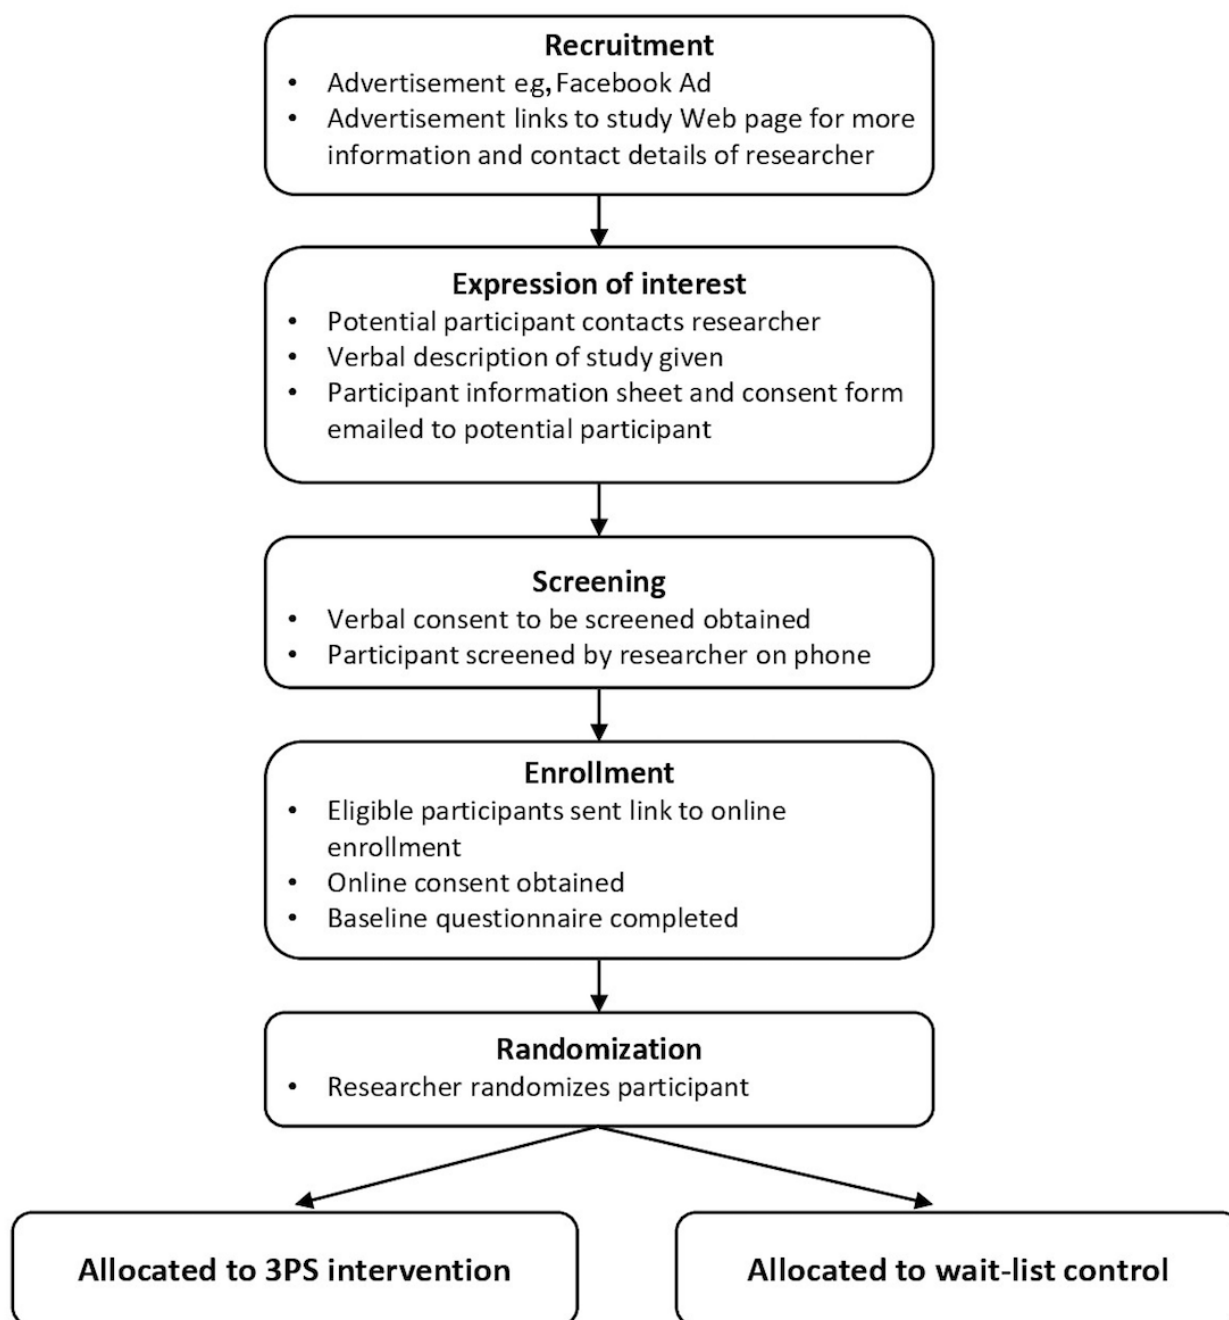 Recruitment
• Advertisement eg, Facebook Ad
• Advertisement links to study Web page for more
information and contact details of researcher
Expression of interest
• Potential participant contacts researcher
• Verbal description of study given
• Participant information sheet and consent form
emailed to potential participant
Screening
• Verbal consent to be screened obtained
• Participant screened by researcher on phone
Enrollment
• Eligible participants sent link to online
enrollment
• Online consent obtained
• Baseline questionnaire completed
Randomization
• Researcher randomizes participant
Allocated to 3PS intervention
Allocated to wait-list control